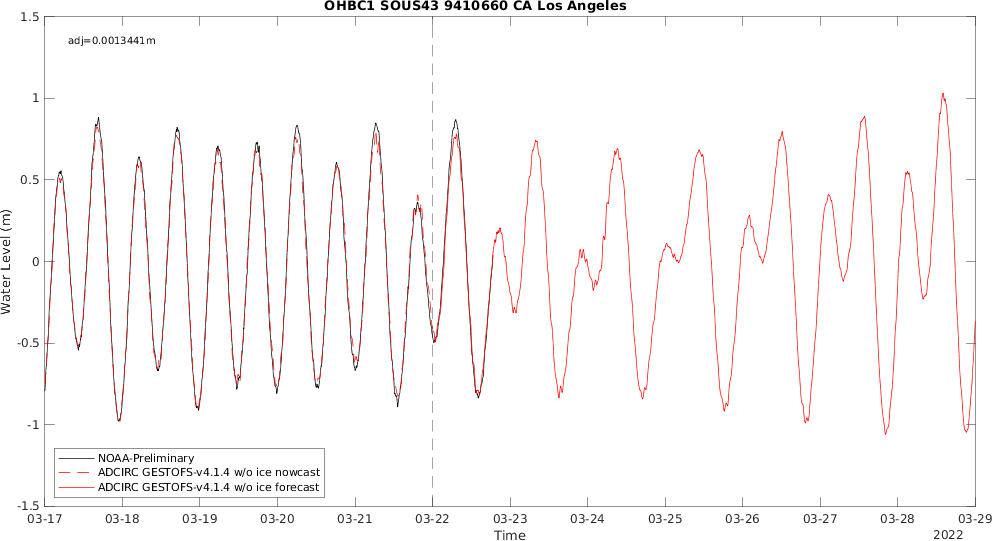 OHBC1 SOUS43 9410660 CA Los Angeles
1.5
adj=0.0013441m
1
0.5
0
-0.5
-1
-1.5
Water Level (m)
NOAA-Preliminary
ADCIRC GESTOFS-v4.1.4 w/o ice nowcast
ADCIRC GESTOFS-v4.1.4 w/o ice forecast
03-17 03-18 03-19 03-20 03-21 03-22 03-23 03-24 03-25 03-26 03-27 03-28 03-29
Time
2022